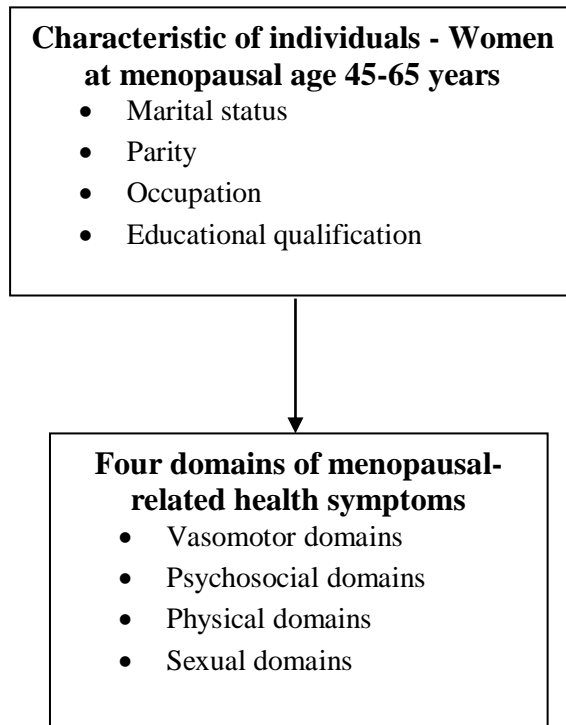 Characteristic of individuals - Women
at menopausal age 45-65 years
• Marital status
• Parity
• Occupation
• Educational qualification
Four domains of menopausal-
related health symptoms
• Vasomotor domains
• Psychosocial domains
• Physical domains
• Sexual domains